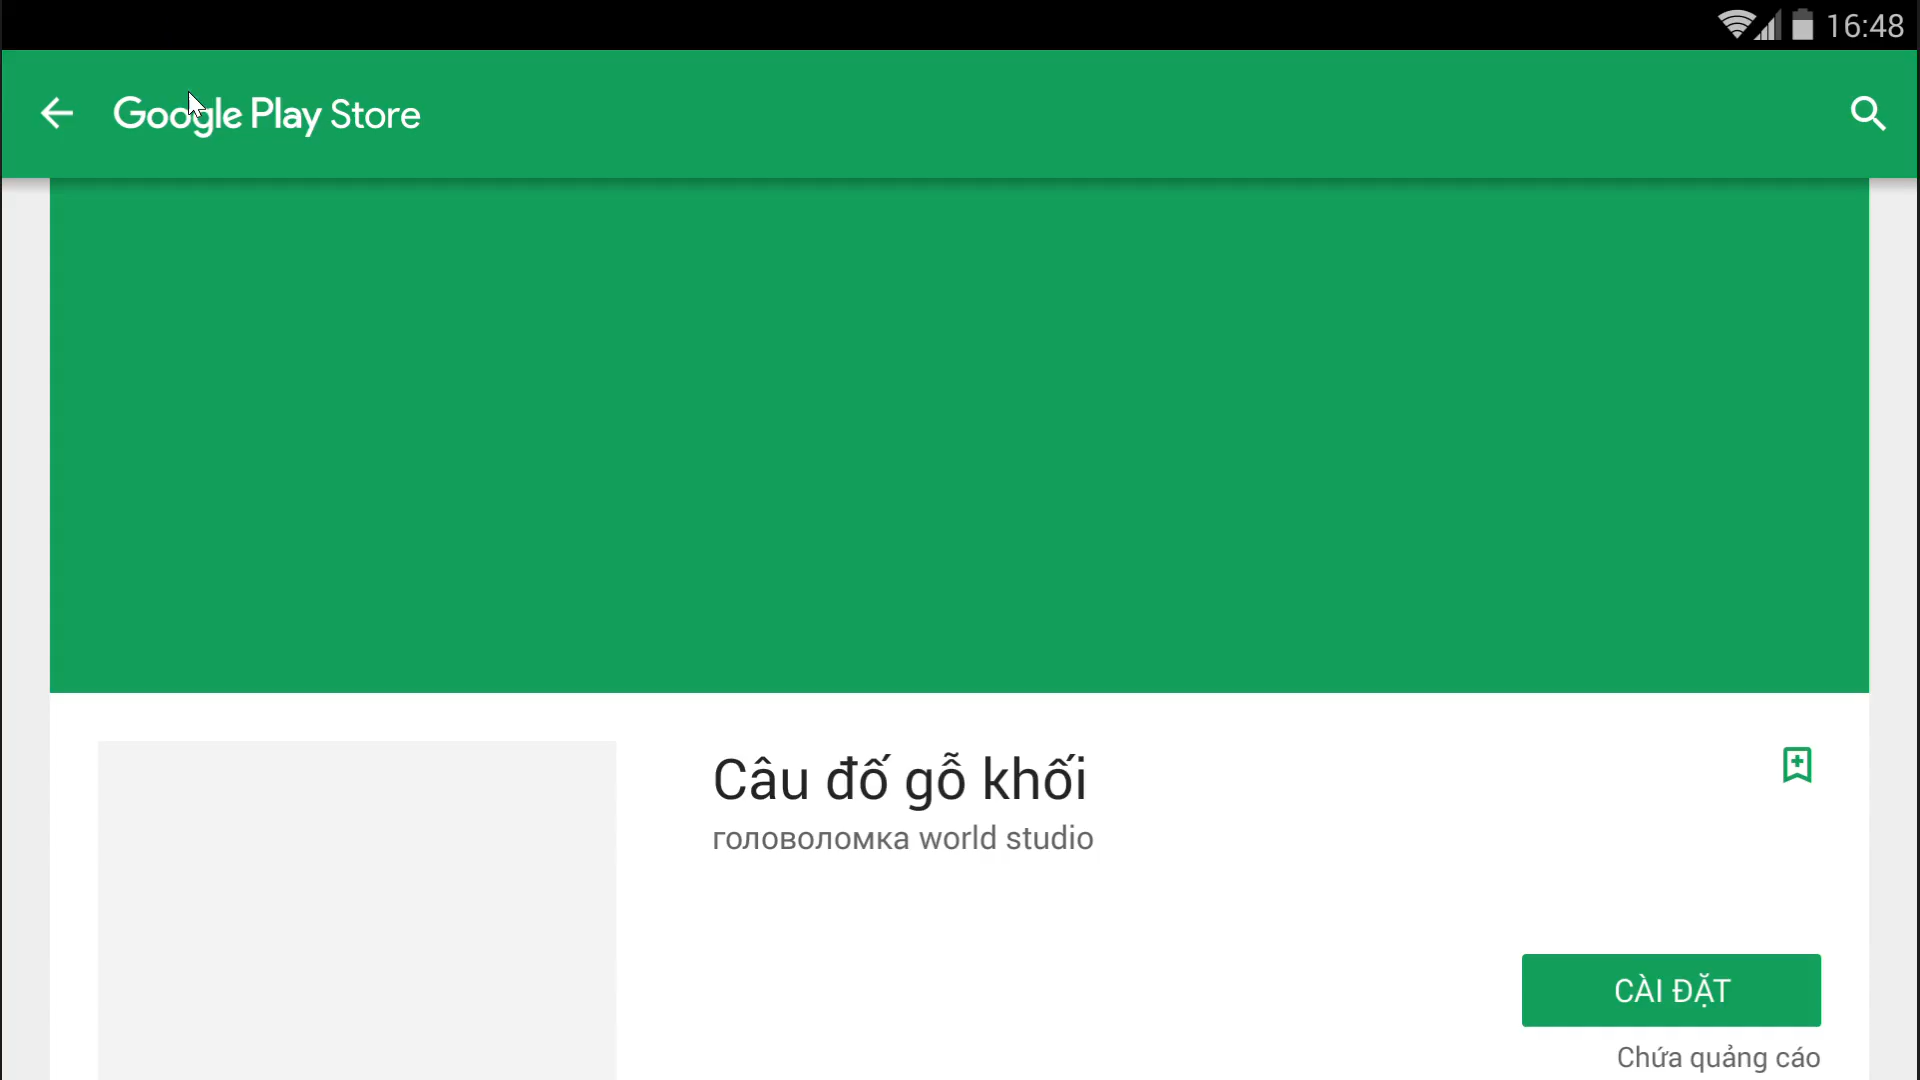 16:48
Google Play Store
Câu đố gỗ khối
головоломка world studio
CÀI ĐẶT
Chứa quảng cáo